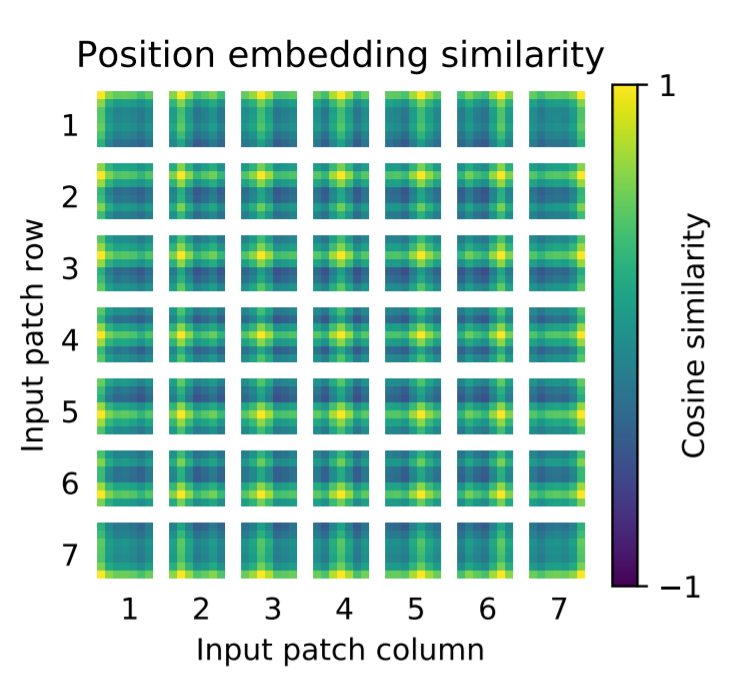 Position embedding similarity
1
2
3
4
5
6
7
Input patch row
1 2 3 4 5 6 7
Input patch column
1
−1
Cosine similarity